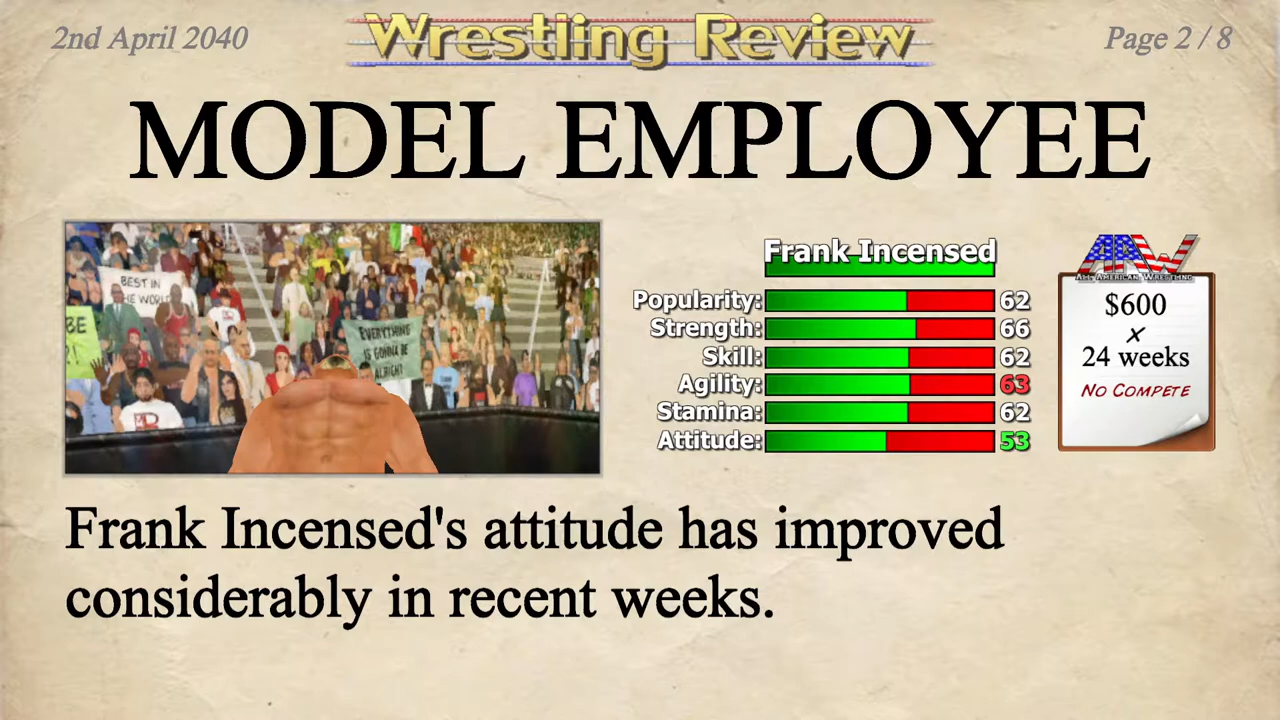 2nd April 2040
Wrestling Review
Page 2 / 8
MODEL EMPLOYEE
BEST IN
THE WORLD
BE
!
EVERYTHING
IS GONNA BE
ALRIGHT
Frank Incensed
Popularity: 62
Strength: 66
Skill: 62
Agility: 63
Stamina: 62
Attitude: 53
AAW
ALL AMERICAN WRESTLING
$600
x
24 weeks
NO COMPETE
Frank Incensed's attitude has improved
considerably in recent weeks.